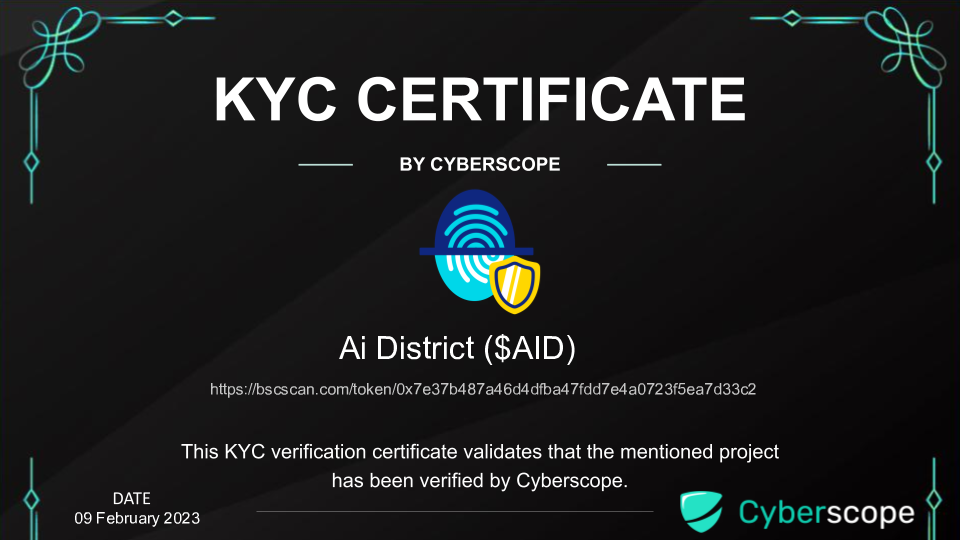 KYC CERTIFICATE
BY CYBERSCOPE
Ai District ($AID)
https://bscscan.com/token/0x7e37b487a46d4dfba47fdd7e4a0723f5ea7d33c2
This KYC verification certificate validates that the mentioned project
has been verified by Cyberscope.
DATE
09 February 2023
Cyberscope